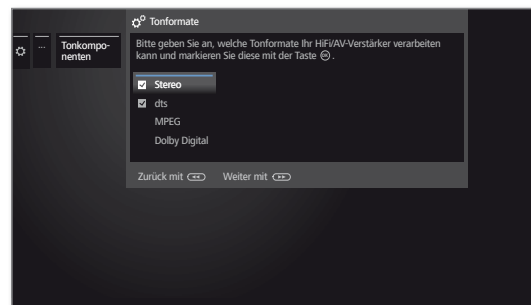 Tonformate
...
Tonkompo-
nenten
Bitte geben Sie an, welche Tonformate Ihr HiFi/AV-Verstärker verarbeiten
kann und markieren Sie diese mit der Taste OK .
Stereo
dts
MPEG
Dolby Digital
Zurück mit Weiter mit